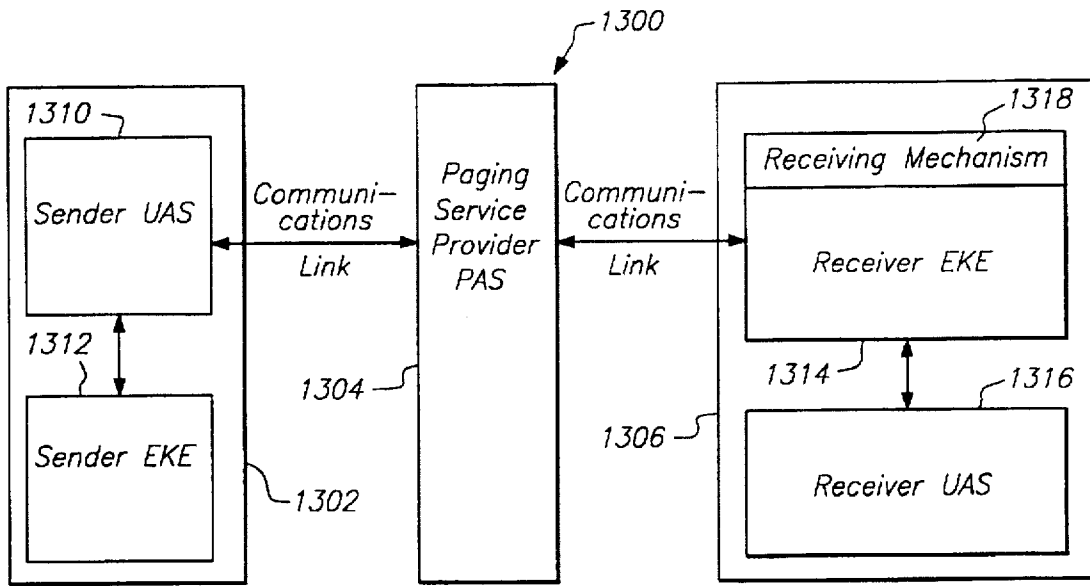 1300
1310
Sender UAS
1312
Sender EKE
1302
Communi-
cations
Link
Paging
Service
Provider
PAS
1304
Communi-
cations
Link
1318
Receiving Mechanism
Receiver EKE
1314
1316
1306
Receiver UAS